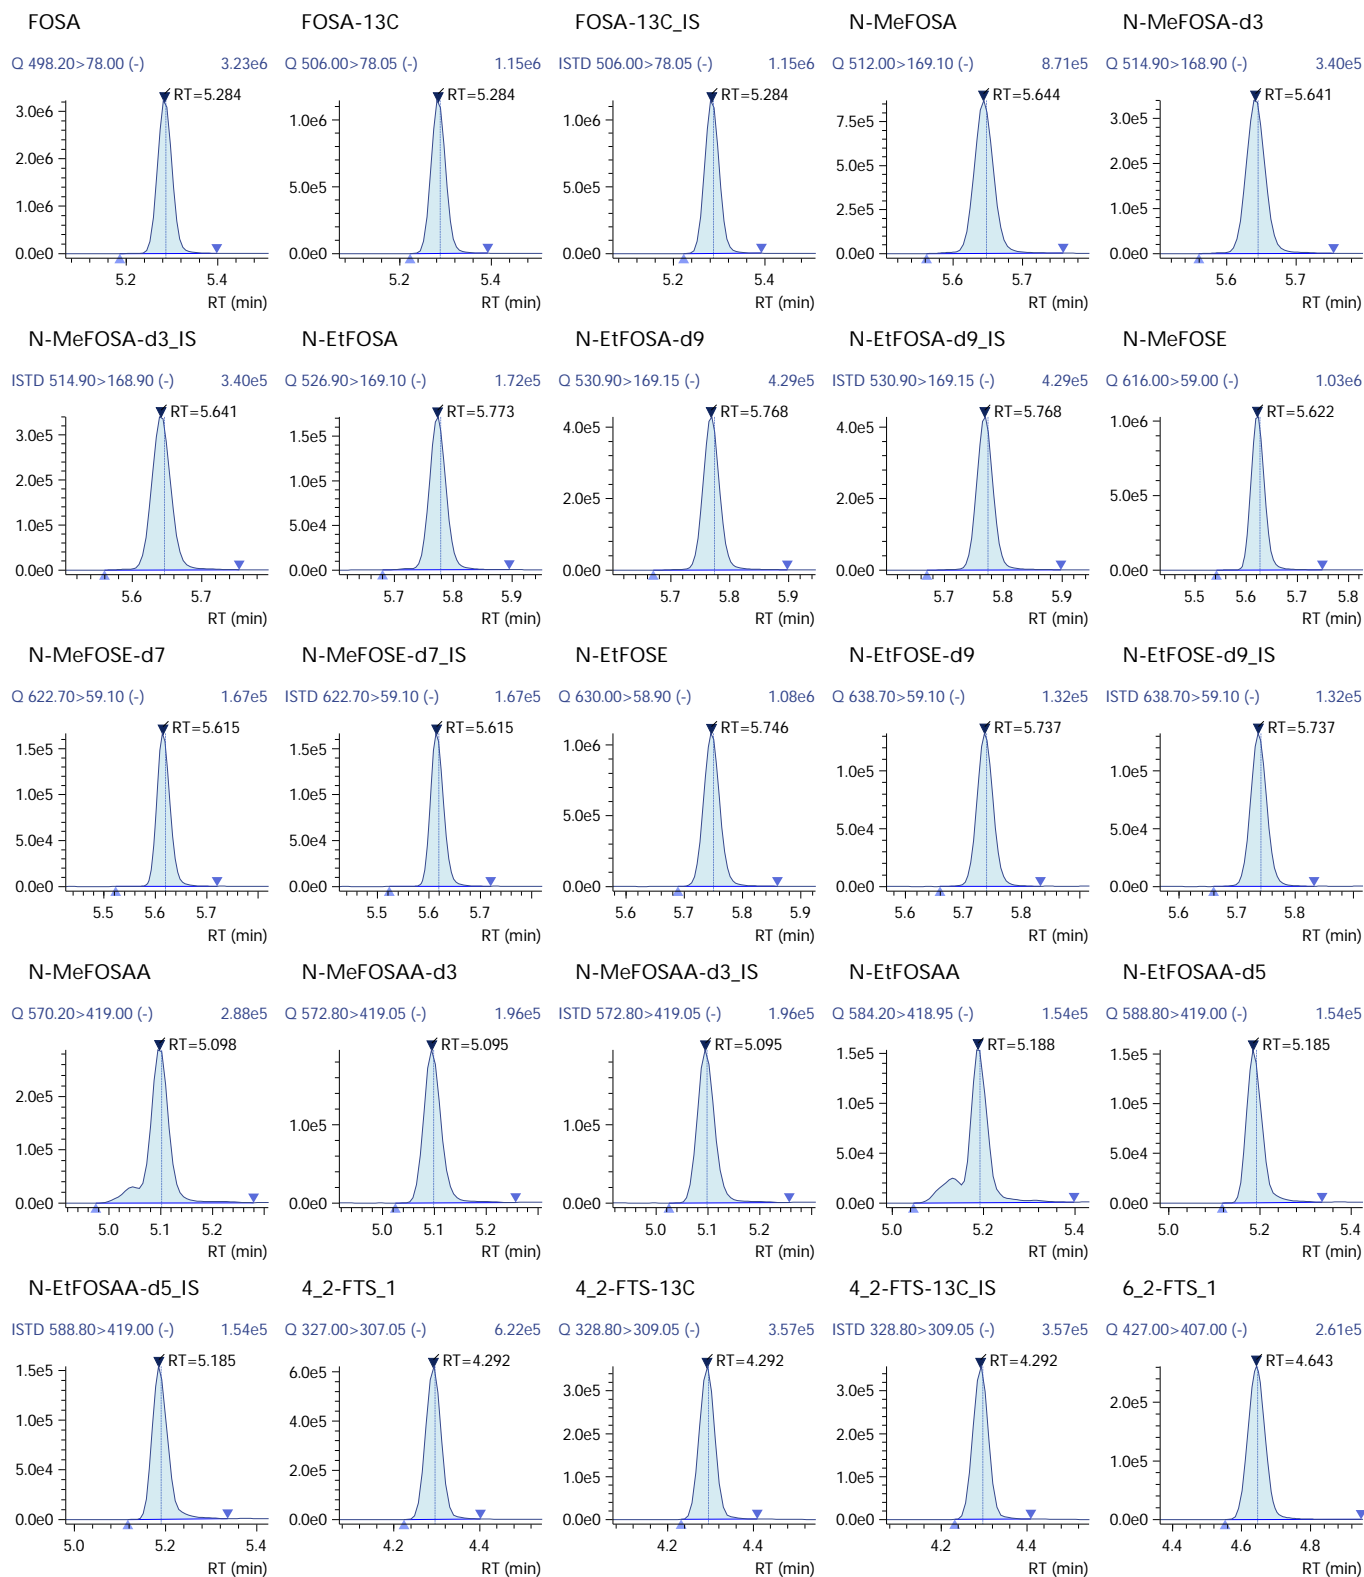 FOSA
FOSA-13C
FOSA-13C_IS
N-MeFOSA
N-MeFOSA-d3
Q 498.20>78.00 (-) 3.23e6
Q 506.00>78.05 (-) 1.15e6
ISTD 506.00>78.05 (-) 1.15e6
Q 512.00>169.10 (-) 8.71e5
Q 514.90>168.90 (-) 3.40e5
RT=5.284
RT=5.284
RT=5.284
RT=5.644
RT=5.641
3.0e6
2.0e6
1.0e6
0.0e0
1.0e6
5.0e5
0.0e0
1.0e6
5.0e5
0.0e0
7.5e5
5.0e5
2.5e5
0.0e0
3.0e5
2.0e5
1.0e5
0.0e0
5.2 5.4
5.2 5.4
5.2 5.4
5.6 5.7
5.6 5.7
RT (min)
RT (min)
RT (min)
RT (min)
RT (min)
N-MeFOSA-d3_IS
N-EtFOSA
N-EtFOSA-d9
N-EtFOSA-d9_IS
N-MeFOSE
ISTD 514.90>168.90 (-) 3.40e5
Q 526.90>169.10 (-) 1.72e5
Q 530.90>169.15 (-) 4.29e5
ISTD 530.90>169.15 (-) 4.29e5
Q 616.00>59.00 (-) 1.03e6
RT=5.641
RT=5.773
RT=5.768
RT=5.768
RT=5.622
3.0e5
2.0e5
1.0e5
0.0e0
1.5e5
1.0e5
5.0e4
0.0e0
4.0e5
2.0e5
0.0e0
4.0e5
2.0e5
0.0e0
1.0e6
5.0e5
0.0e0
5.6 5.7
5.7 5.8 5.9
5.7 5.8 5.9
5.7 5.8 5.9
5.5 5.6 5.7 5.8
RT (min)
RT (min)
RT (min)
RT (min)
RT (min)
N-MeFOSE-d7
N-MeFOSE-d7_IS
N-EtFOSE
N-EtFOSE-d9
N-EtFOSE-d9_IS
Q 622.70>59.10 (-) 1.67e5
ISTD 622.70>59.10 (-) 1.67e5
Q 630.00>58.90 (-) 1.08e6
Q 638.70>59.10 (-) 1.32e5
ISTD 638.70>59.10 (-) 1.32e5
RT=5.615
RT=5.615
RT=5.746
RT=5.737
RT=5.737
1.5e5
1.0e5
5.0e4
0.0e0
1.5e5
1.0e5
5.0e4
0.0e0
1.0e6
5.0e5
0.0e0
1.0e5
5.0e4
0.0e0
1.0e5
5.0e4
0.0e0
5.5 5.6 5.7
5.5 5.6 5.7
5.6 5.7 5.8 5.9
5.6 5.7 5.8
5.6 5.7 5.8
RT (min)
RT (min)
RT (min)
RT (min)
RT (min)
N-MeFOSAA
N-MeFOSAA-d3
N-MeFOSAA-d3_IS
N-EtFOSAA
N-EtFOSAA-d5
Q 570.20>419.00 (-) 2.88e5
Q 572.80>419.05 (-) 1.96e5
ISTD 572.80>419.05 (-) 1.96e5
Q 584.20>418.95 (-) 1.54e5
Q 588.80>419.00 (-) 1.54e5
RT=5.098
RT=5.095
RT=5.095
RT=5.188
RT=5.185
2.0e5
1.0e5
0.0e0
1.0e5
0.0e0
1.0e5
0.0e0
1.5e5
1.0e5
5.0e4
0.0e0
1.5e5
1.0e5
5.0e4
0.0e0
5.0 5.1 5.2
5.0 5.1 5.2
5.0 5.1 5.2
5.0 5.2 5.4
5.0 5.2 5.4
RT (min)
RT (min)
RT (min)
RT (min)
RT (min)
N-EtFOSAA-d5_IS
4_2-FTS_1
4_2-FTS-13C
4_2-FTS-13C_IS
6_2-FTS_1
ISTD 588.80>419.00 (-) 1.54e5
Q 327.00>307.05 (-) 6.22e5
Q 328.80>309.05 (-) 3.57e5
ISTD 328.80>309.05 (-) 3.57e5
Q 427.00>407.00 (-) 2.61e5
RT=5.185
RT=4.292
RT=4.292
RT=4.292
RT=4.643
1.5e5
1.0e5
5.0e4
0.0e0
6.0e5
4.0e5
2.0e5
0.0e0
3.0e5
2.0e5
1.0e5
0.0e0
3.0e5
2.0e5
1.0e5
0.0e0
2.0e5
1.0e5
0.0e0
5.0 5.2 5.4
4.2 4.4
4.2 4.4
4.2 4.4
4.4 4.6 4.8
RT (min)
RT (min)
RT (min)
RT (min)
RT (min)